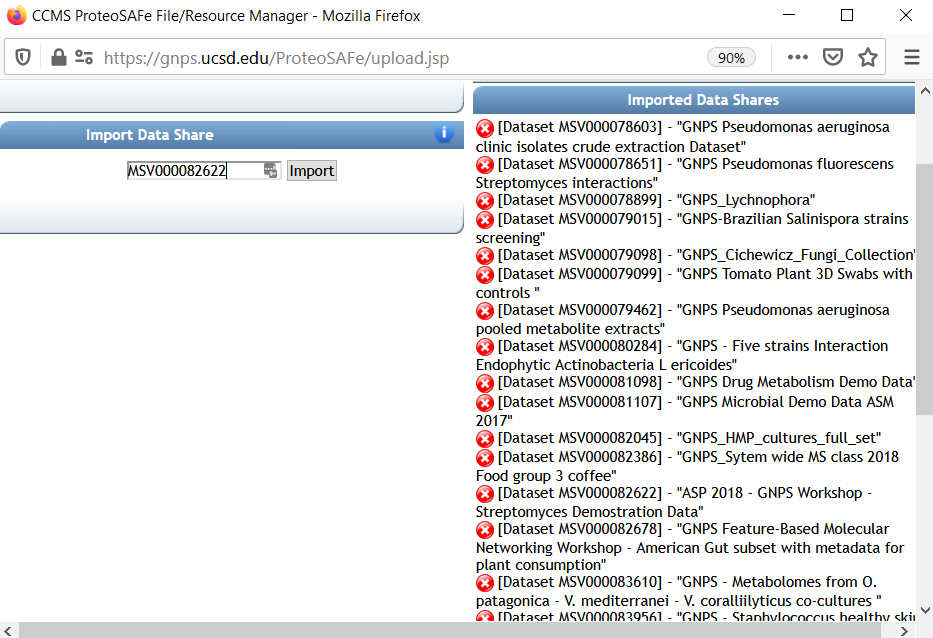 CCMS ProteoSAFe File/Resource Manager - Mozilla Firefox
https://gnps.ucsd.edu/ProteoSAFe/upload.jsp
90%
Import Data Share
i
MSV000082622
Import
Imported Data Shares
[Dataset MSV000078603] - "GNPS Pseudomonas aeruginosa
clinic isolates crude extraction Dataset"
[Dataset MSV000078651] - "GNPS Pseudomonas fluorescens
Streptomyces interactions"
[Dataset MSV000078899] - "GNPS_Lychnophora"
[Dataset MSV000079015] - "GNPS-Brazilian Salinispora strains
screening"
[Dataset MSV000079098] - "GNPS_Cichewicz_Fungi_Collection"
[Dataset MSV000079099] - "GNPS Tomato Plant 3D Swabs with
controls "
[Dataset MSV000079462] - "GNPS Pseudomonas aeruginosa
pooled metabolite extracts"
[Dataset MSV000080284] - "GNPS - Five strains Interaction
Endophytic Actinobacteria L ericoides"
[Dataset MSV000081098] - "GNPS Drug Metabolism Demo Data"
[Dataset MSV000081107] - "GNPS Microbial Demo Data ASM
2017"
[Dataset MSV000082045] - "GNPS_HMP_cultures_full_set"
[Dataset MSV000082386] - "GNPS_Sytem wide MS class 2018
Food group 3 coffee"
[Dataset MSV000082622] - "ASP 2018 - GNPS Workshop -
Streptomyces Demostration Data"
[Dataset MSV000082678] - "GNPS Feature-Based Molecular
Networking Workshop - American Gut subset with metadata for
plant consumption"
[Dataset MSV000083610] - "GNPS - Metabolomes from O.
patagonica - V. mediterranei - V. coralliilyticus co-cultures "
[Dataset MSV000083956] - "GNPS - Staphylococcus healthy skin